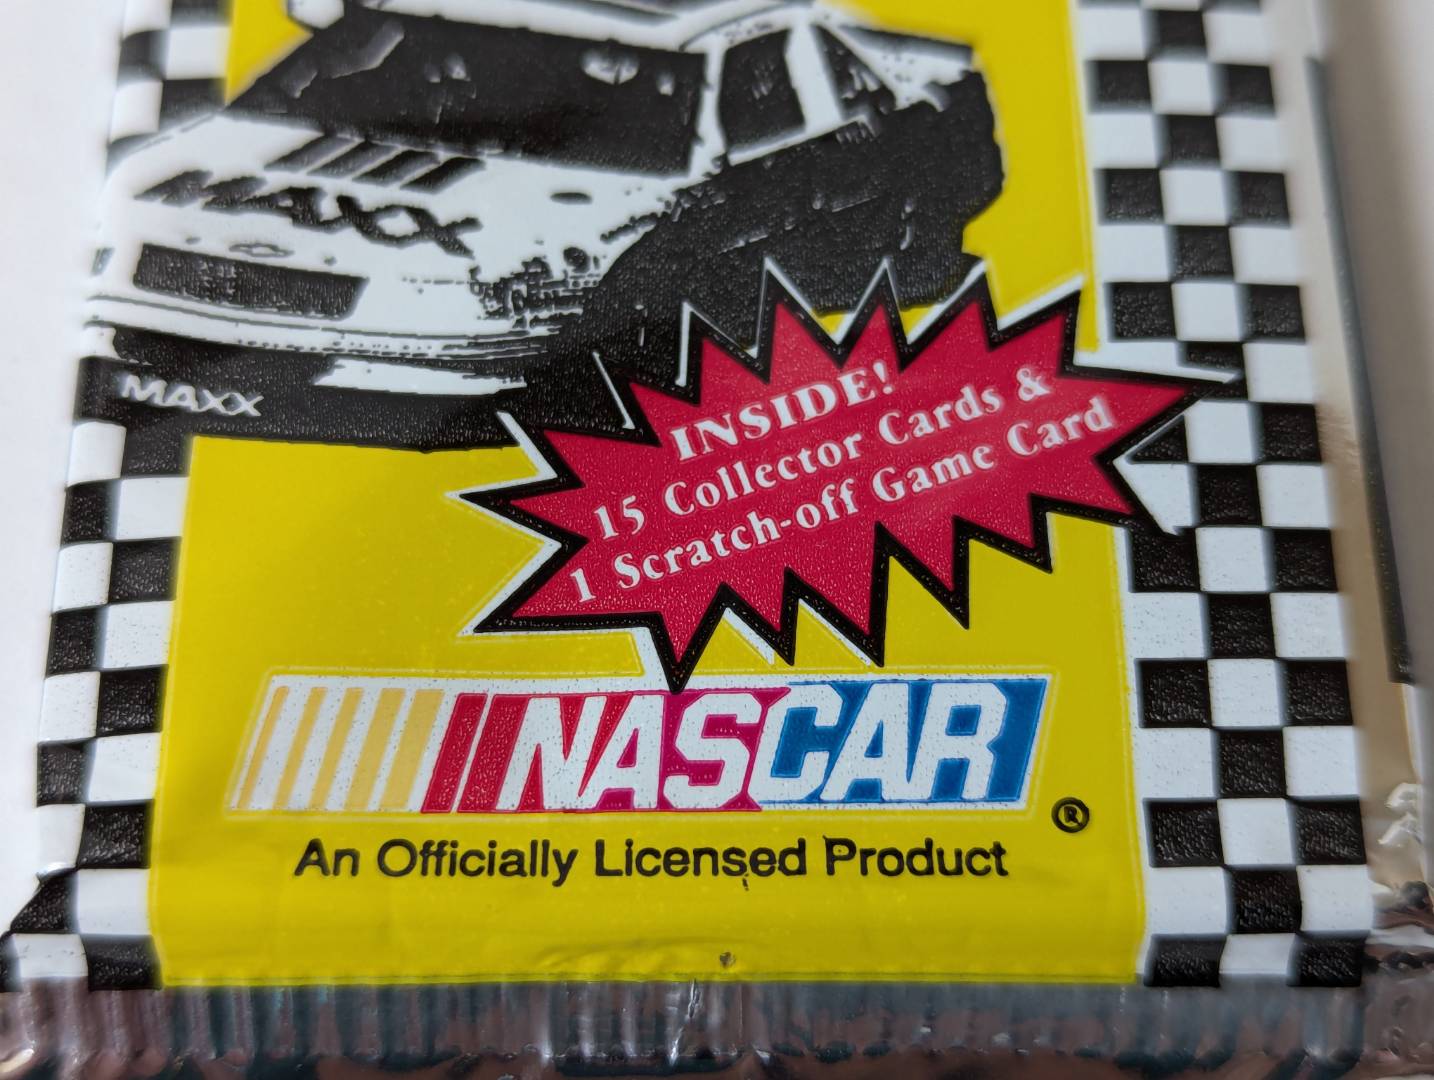 MAXX
MAXX
INSIDE!
15 Collector Cards &
1 Scratch-off Game Card
NASCAR
®
An Officially Licensed Product